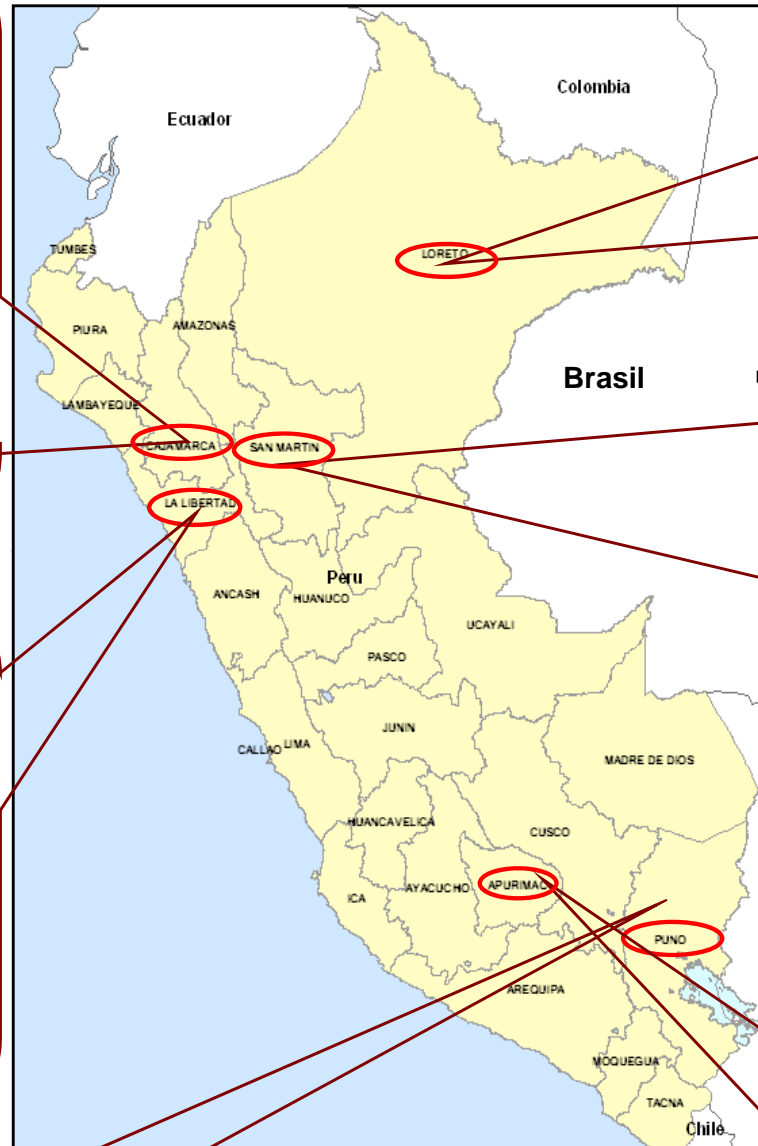 Colombia
Ecuador
TUMBES
LORETO
PIURA
AMAZONAS
Brasil
LAMBAYEQUE
CAJAMARCA
SAN MARTIN
LA LIBERTAD
Peru
ANCASH
HUANUCO
UCAYALI
PASCO
JUNIN
CALLAO
LIMA
MADRE DE DIOS
HUANCAVELICA
CUSCO
APURIMAC
AYACUCHO
ICA
PUNO
AREQUIPA
MOQUEGUA
TACNA
Chile